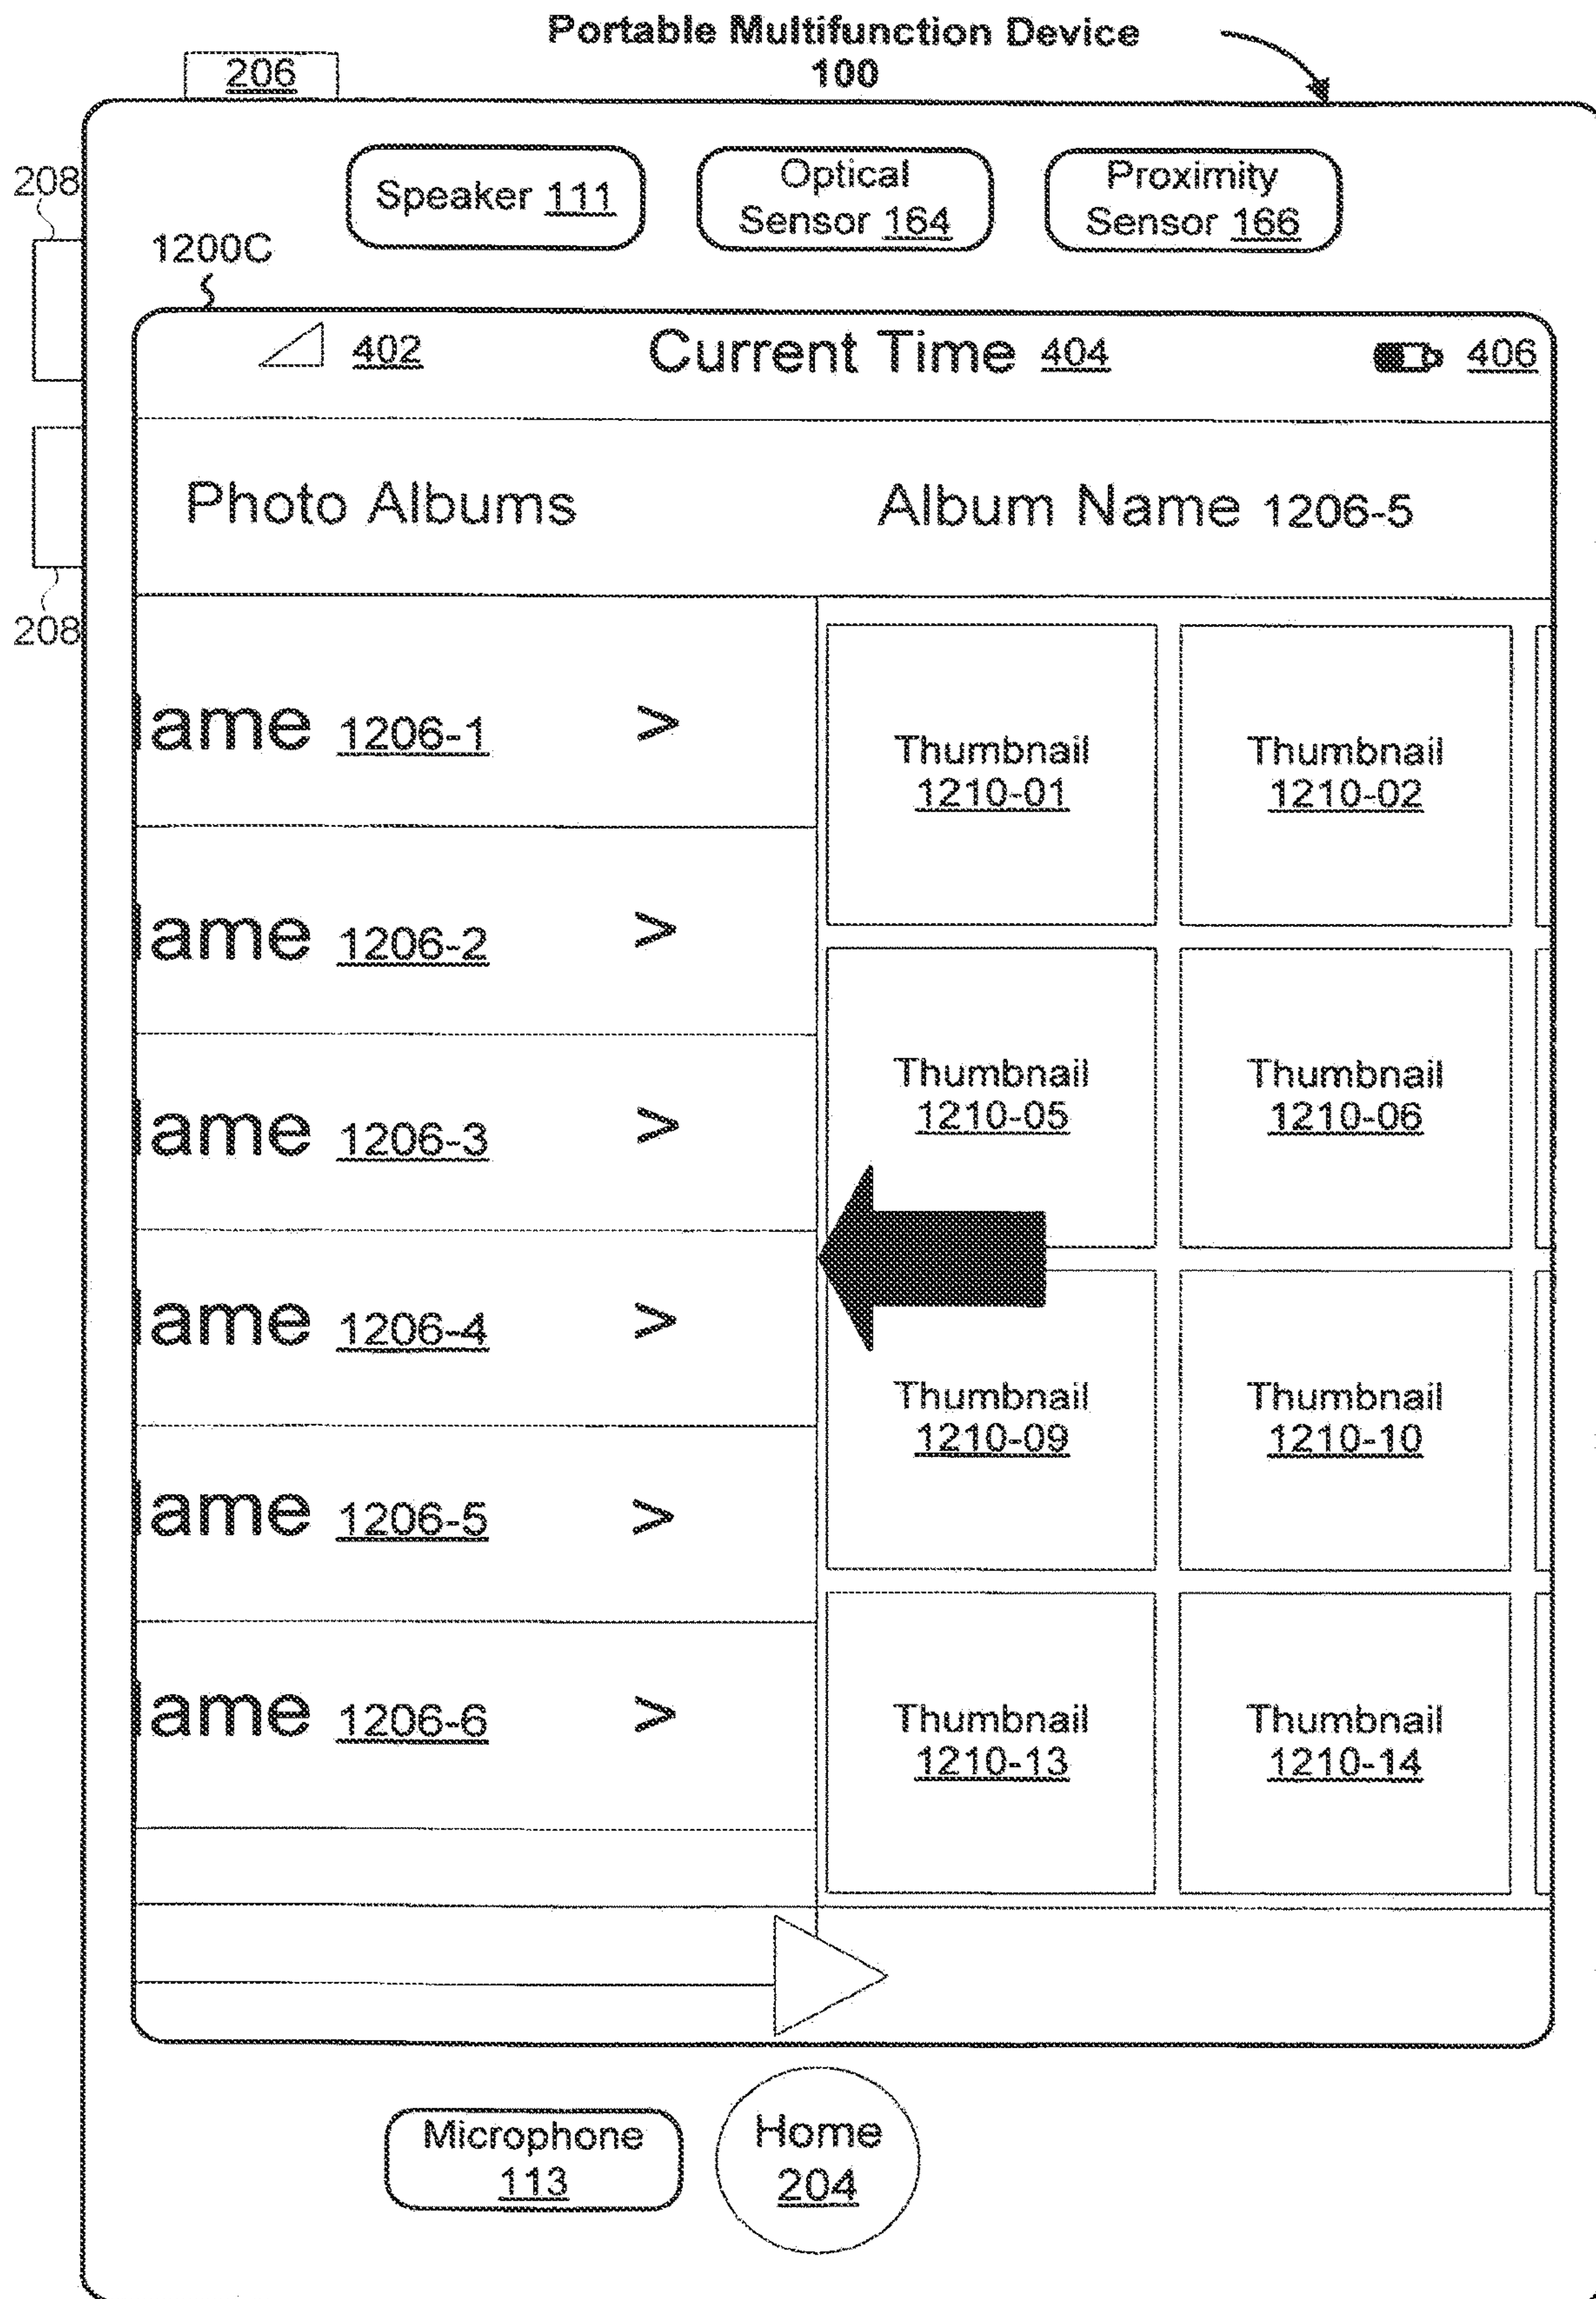 Portable Multifunction Device
100
206
208
Speaker 111
Optical
Sensor 164
Proximity
Sensor 166
1200C
402
Current Time 404
406
Photo Albums
Album Name 1206-5
208
ame 1206-1 >
ame 1206-2 >
ame 1206-3 >
ame 1206-4 >
ame 1206-5 >
ame 1206-6 >
Thumbnail
1210-01
Thumbnail
1210-02
Thumbnail
1210-05
Thumbnail
1210-06
Thumbnail
1210-09
Thumbnail
1210-10
Thumbnail
1210-13
Thumbnail
1210-14
Microphone
113
Home
204